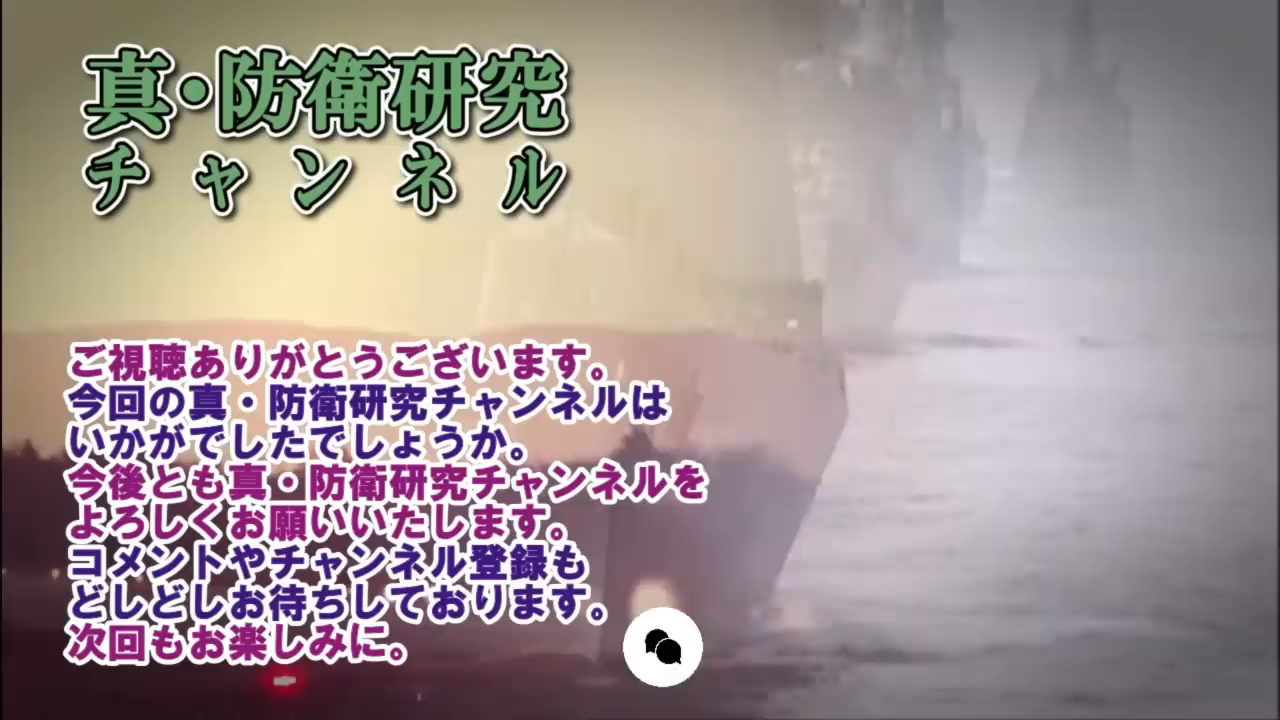 真・防衛研究
チャンネル
ご視聴ありがとうございます。
今回の真・防衛研究チャンネルは
いかがでしたでしょうか。
今後とも真・防衛研究チャンネルを
よろしくお願いいたします。
コメントやチャンネル登録も
どしどしお待ちしております。
次回もお楽しみに。